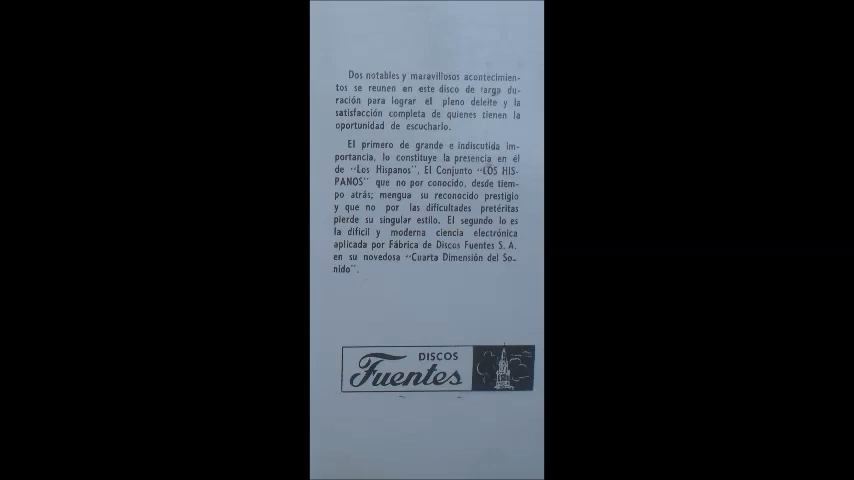 Dos notables y maravillosos acontecimien-
tos se reunen en este disco de larga du-
ración para lograr el pleno deleite y la
satisfacción completa de quienes tienen la
oportunidad de escucharlo.
El primero de grande e indiscutida im-
portancia, lo constituye la presencia en él
de “Los Hispanos”, El Conjunto “LOS HIS-
PANOS” que no por conocido, desde tiem-
po atrás; mengua su reconocido prestigio
y que no por las dificultades pretéritas
pierde su singular estilo. El segundo lo es
la dificil y moderna ciencia electrónica
aplicada por Fábrica de Discos Fuentes S. A.
en su novedosa “Cuarta Dimensión del So-
nido”.
DISCOS
Fuentes